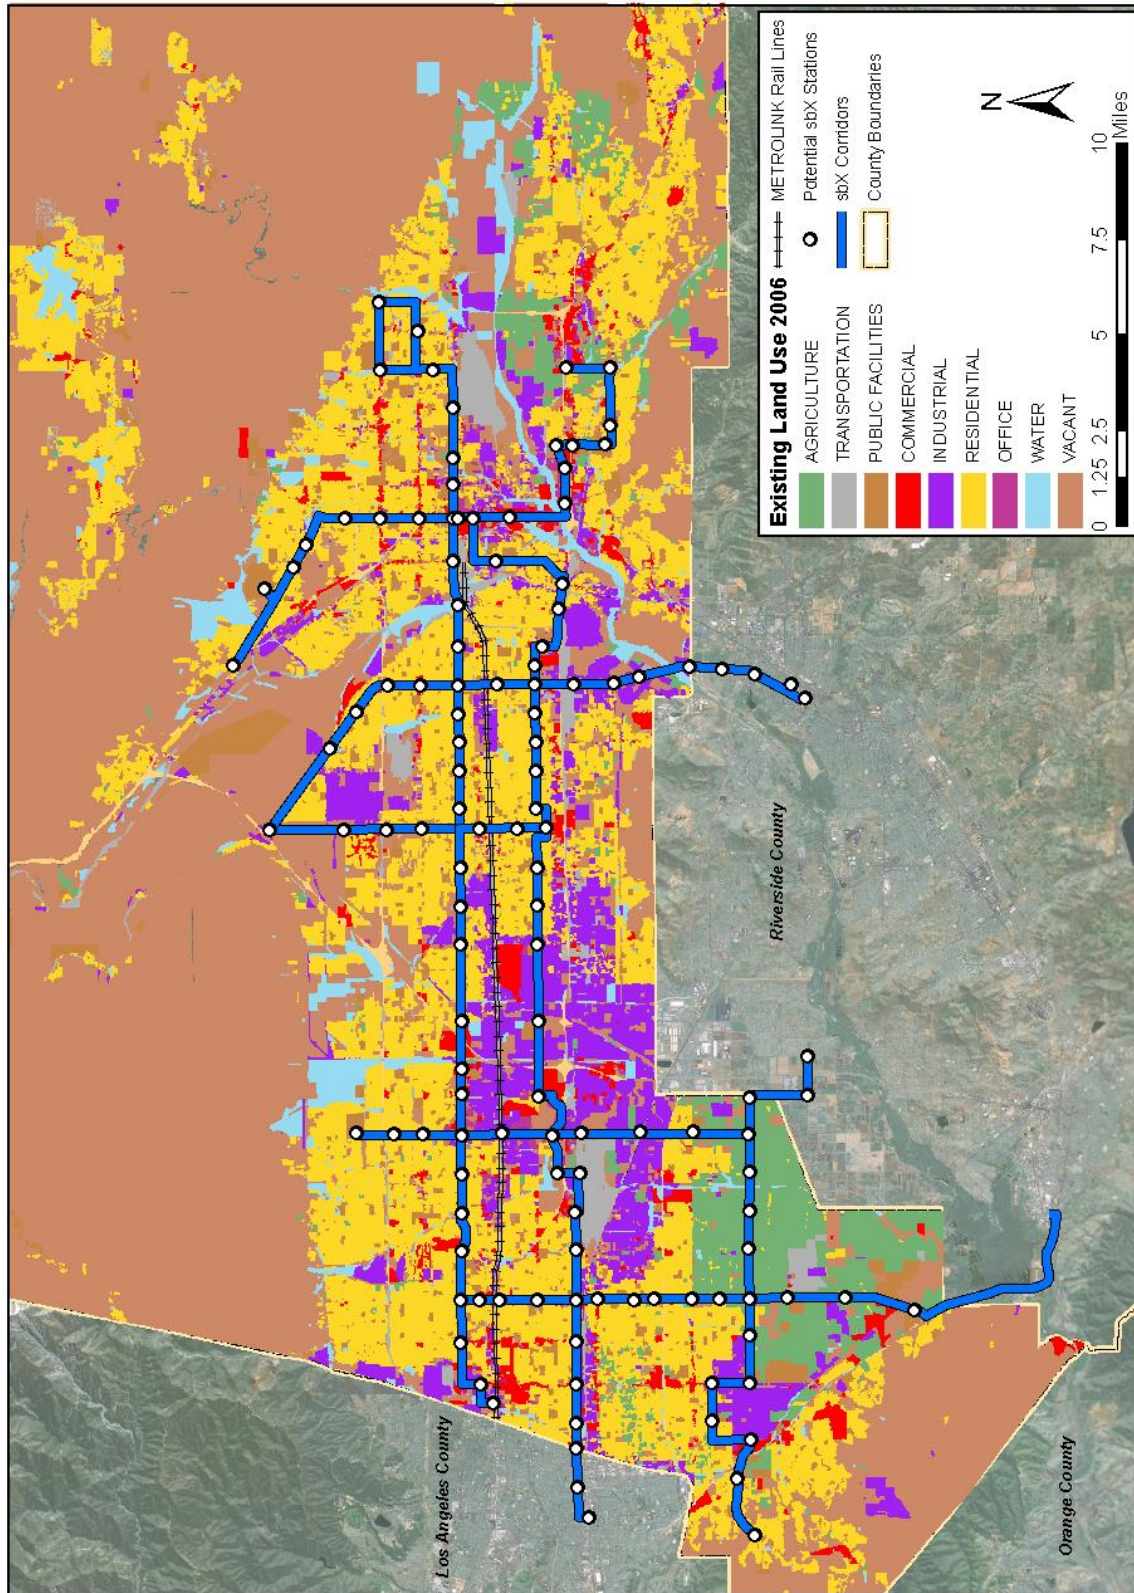 Los Angeles County
Riverside County
Orange County
Existing Land Use 2006
AGRICULTURE
TRANSPORTATION
PUBLIC FACILITIES
COMMERCIAL
INDUSTRIAL
RESIDENTIAL
OFFICE
WATER
VACANT
METROLINK Rail Lines
Potential sbX Stations
sbX Corridors
County Boundaries
N
0 1.25 2.5 5 7.5 10
Miles